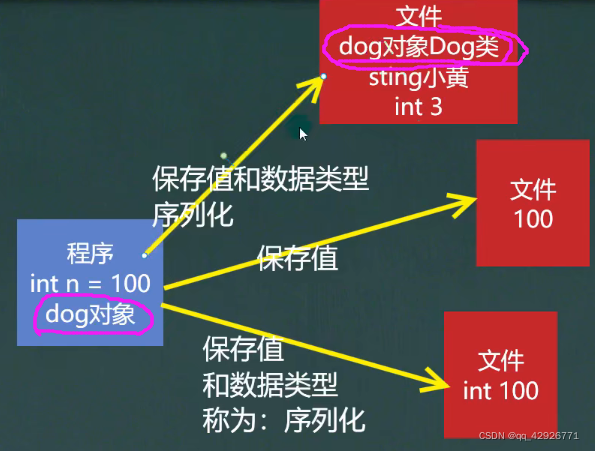 文件
dog对象Dog类
sting小黄
int 3
保存值和数据类型
序列化
文件
100
保存值
程序
int n = 100
dog对象
保存值
和数据类型
称为：序列化
文件
int 100
CSDN @qq_42926771